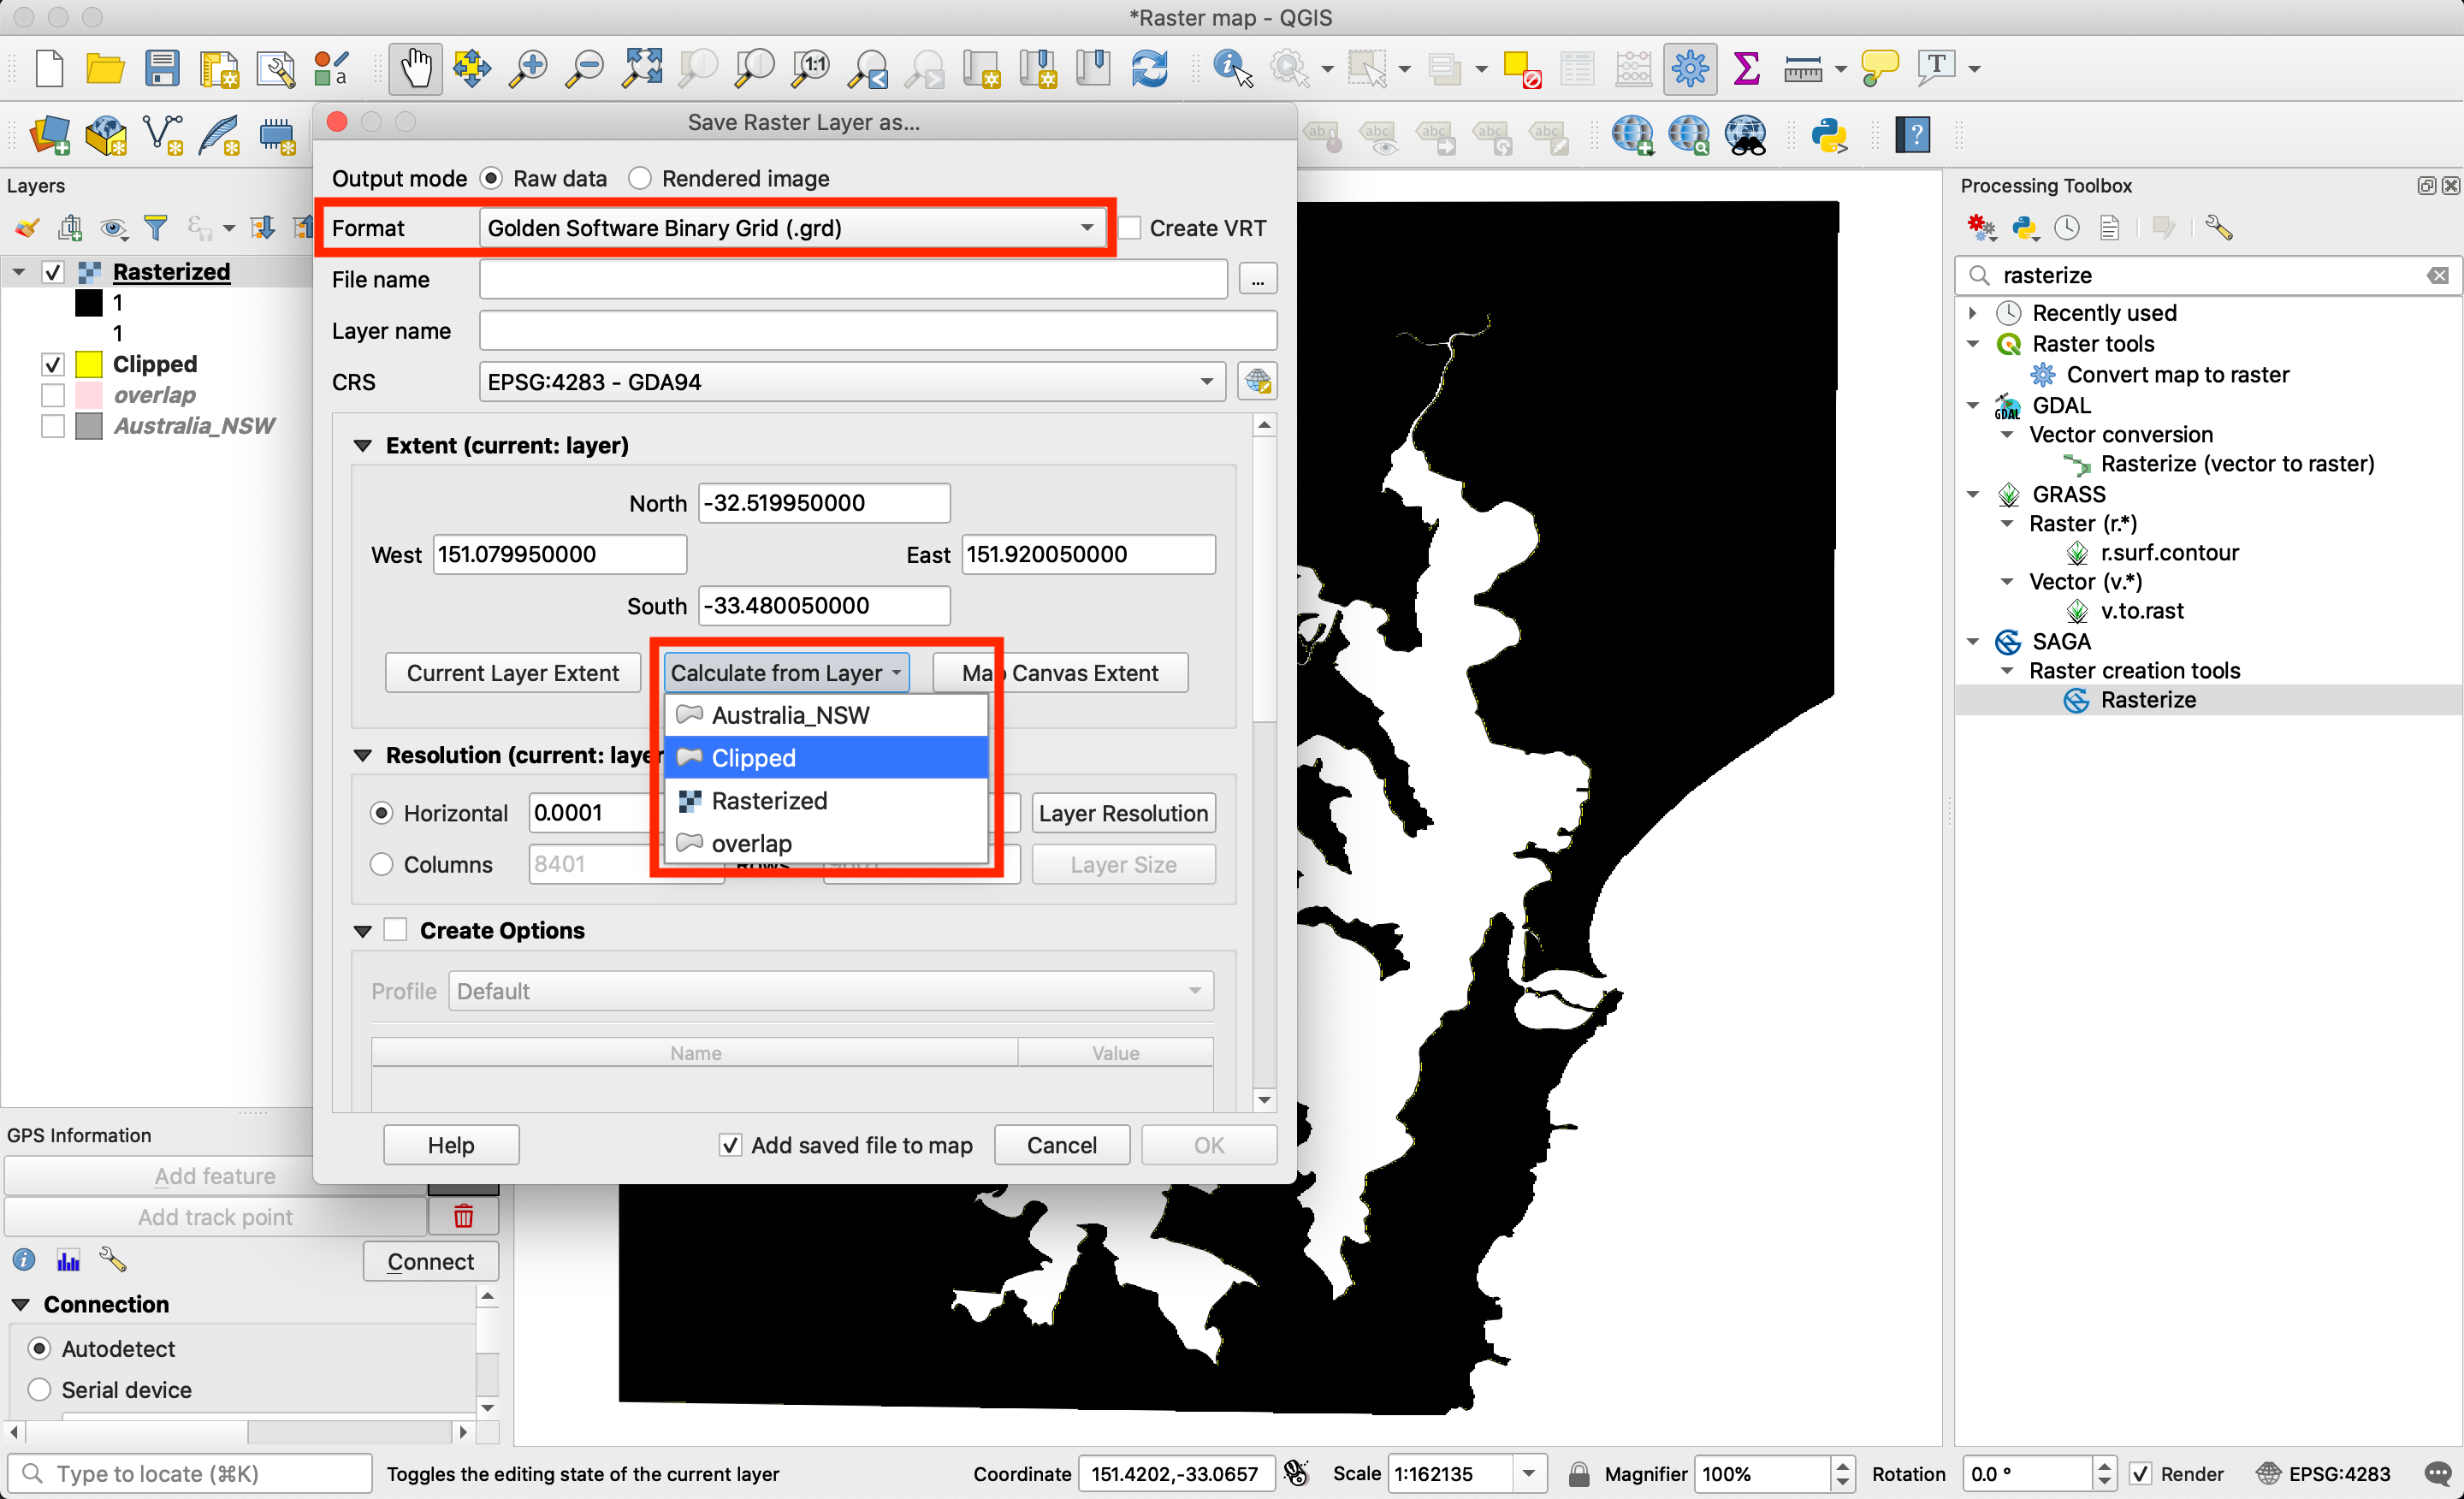 *Raster map - QGIS
Save Raster Layer as...
Output mode Raw data Rendered image
Format Golden Software Binary Grid (.grd) Create VRT
File name ...
Layer name
CRS EPSG:4283 - GDA94
Extent (current: layer)
North -32.519950000
West 151.079950000 East 151.920050000
South -33.480050000
Current Layer Extent Calculate from Layer Map Canvas Extent
Australia_NSW
Clipped
Rasterized
overlap
Resolution (current: layer
Horizontal 0.0001 Layer Resolution
Columns 8401 Rows Layer Size
Create Options
Profile Default
Name Value
Help Add saved file to map Cancel OK
Layers
Rasterized
1
1
Clipped
overlap
Australia_NSW
GPS Information
Add feature
Add track point
Connect
Connection
Autodetect
Serial device
Processing Toolbox
rasterize
Recently used
Raster tools
Convert map to raster
GDAL
Vector conversion
Rasterize (vector to raster)
GRASS
Raster (r.*)
r.surf.contour
Vector (v.*)
v.to.rast
SAGA
Raster creation tools
Rasterize
Type to locate (⌘K) Toggles the editing state of the current layer Coordinate 151.4202,-33.0657 Scale 1:162135 Magnifier 100% Rotation 0.0 ° Render EPSG:4283